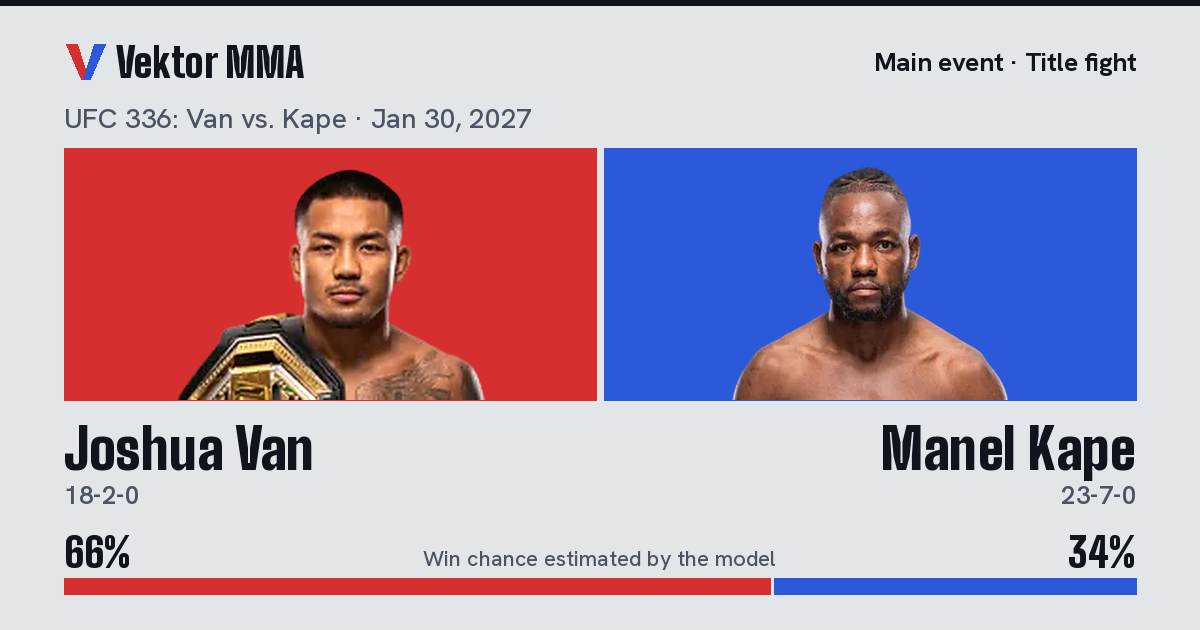 Vektor MMA
Main event · Title fight
UFC 336: Van vs. Kape · Jan 30, 2027
Joshua Van
Manel Kape
18-2-0
23-7-0
66%
Win chance estimated by the model
34%